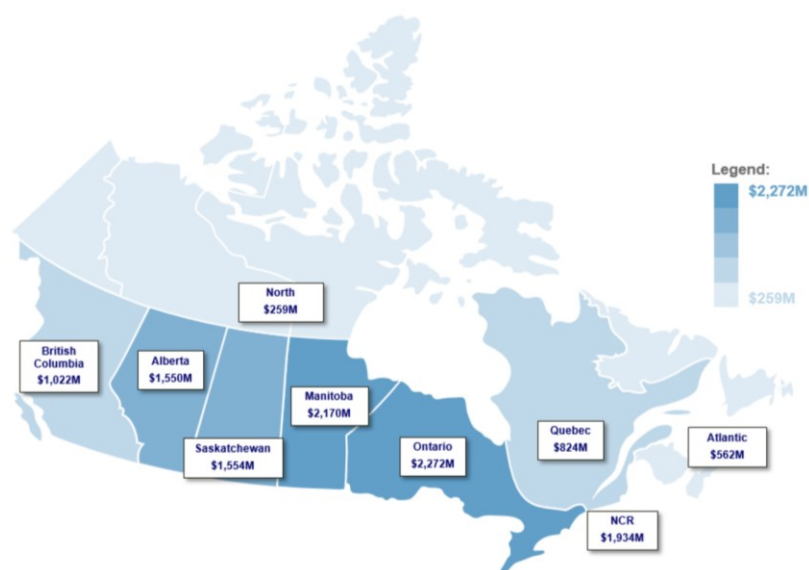 Legend:
$2,272M
$259M
North
$259M
British
Columbia
$1,022M
Alberta
$1,550M
Manitoba
$2,170M
Saskatchewan
$1,554M
Ontario
$2,272M
Quebec
$824M
Atlantic
$562M
NCR
$1,934M